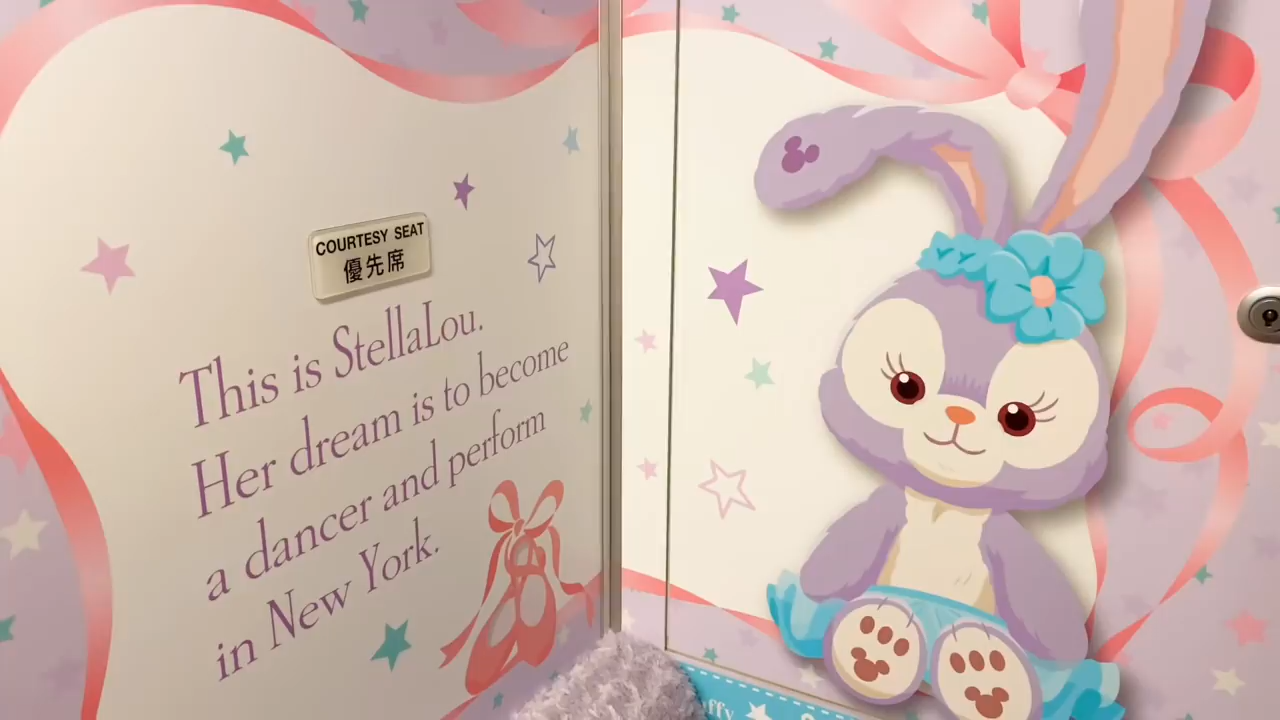 COURTESY SEAT
優先席
This is StellaLou.
Her dream is to become
a dancer and perform
in New York.